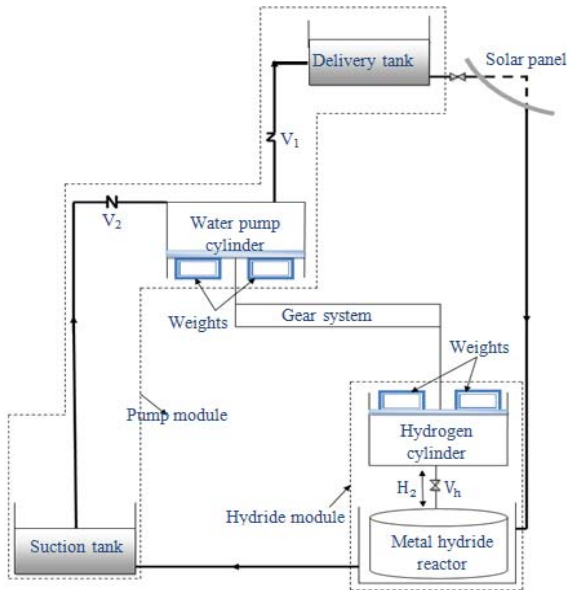 Delivery tank
Solar panel
V1
V2
Water pump
cylinder
Weights
Gear system
Weights
Pump module
Hydrogen
cylinder
H2
Vh
Hydride module
Suction tank
Metal hydride
reactor